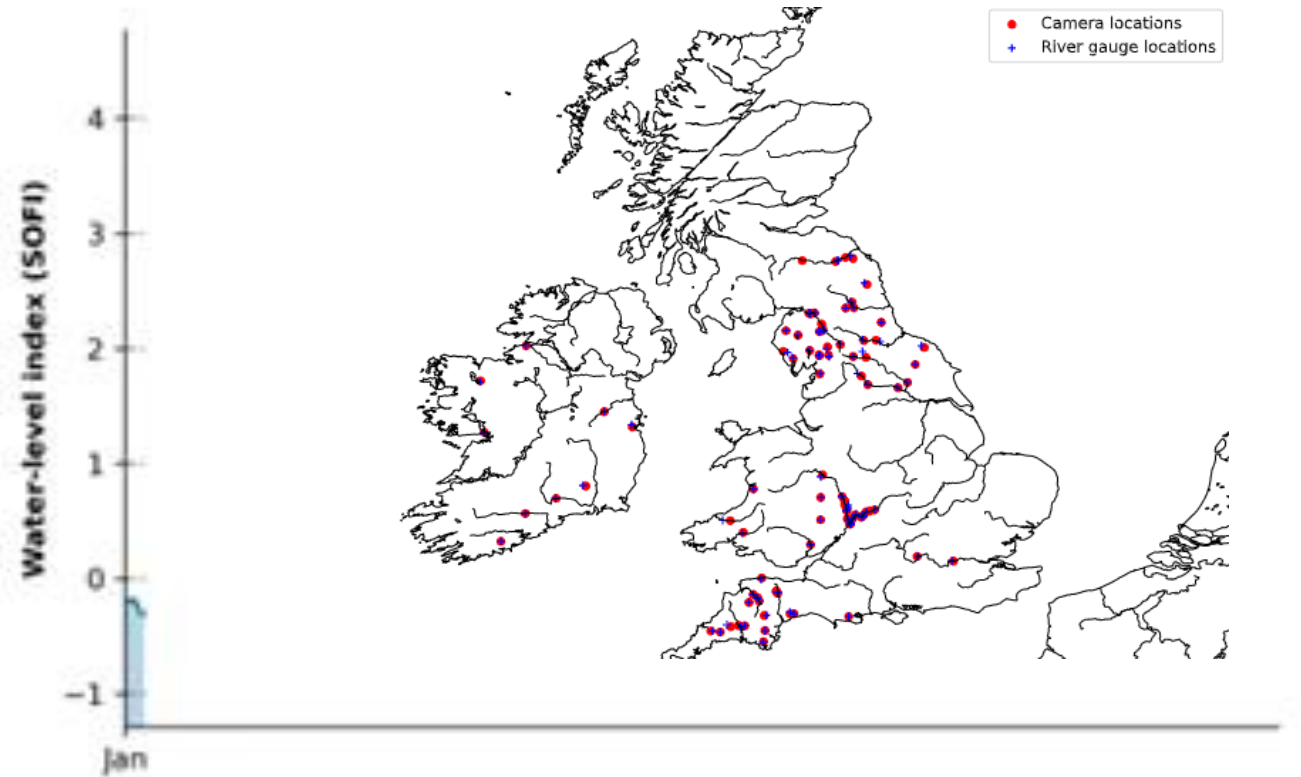 Camera locations
River gauge locations
Water-level index (SOFI)
4
3
2
1
0
−1
Jan